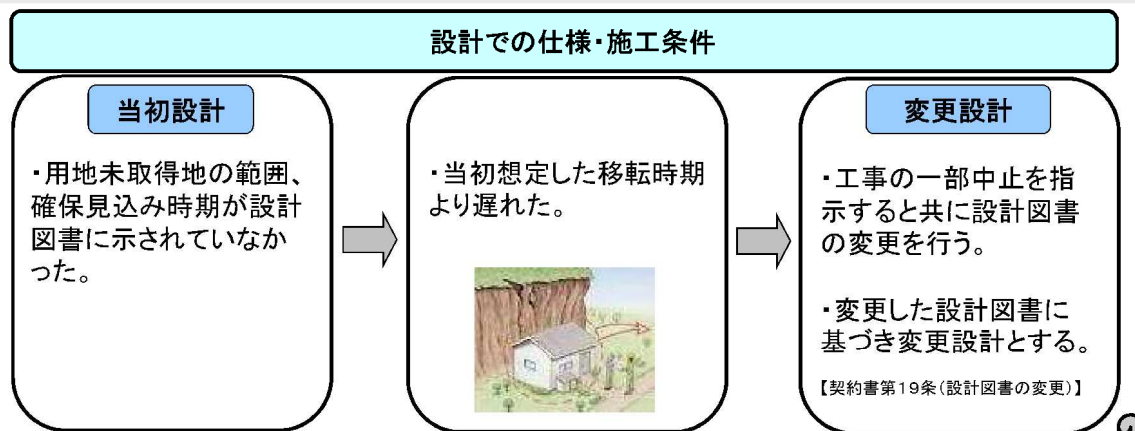 設計での仕様・施工条件
当初設計
・用地未取得地の範囲、
確保見込み時期が設計
図書に示されていなか
った。
・当初想定した移転時期
より遅れた。
変更設計
・工事の一部中止を指
示すると共に設計図書
の変更を行う。
・変更した設計図書に
基づき変更設計とする。
【契約書第19条(設計図書の変更)】